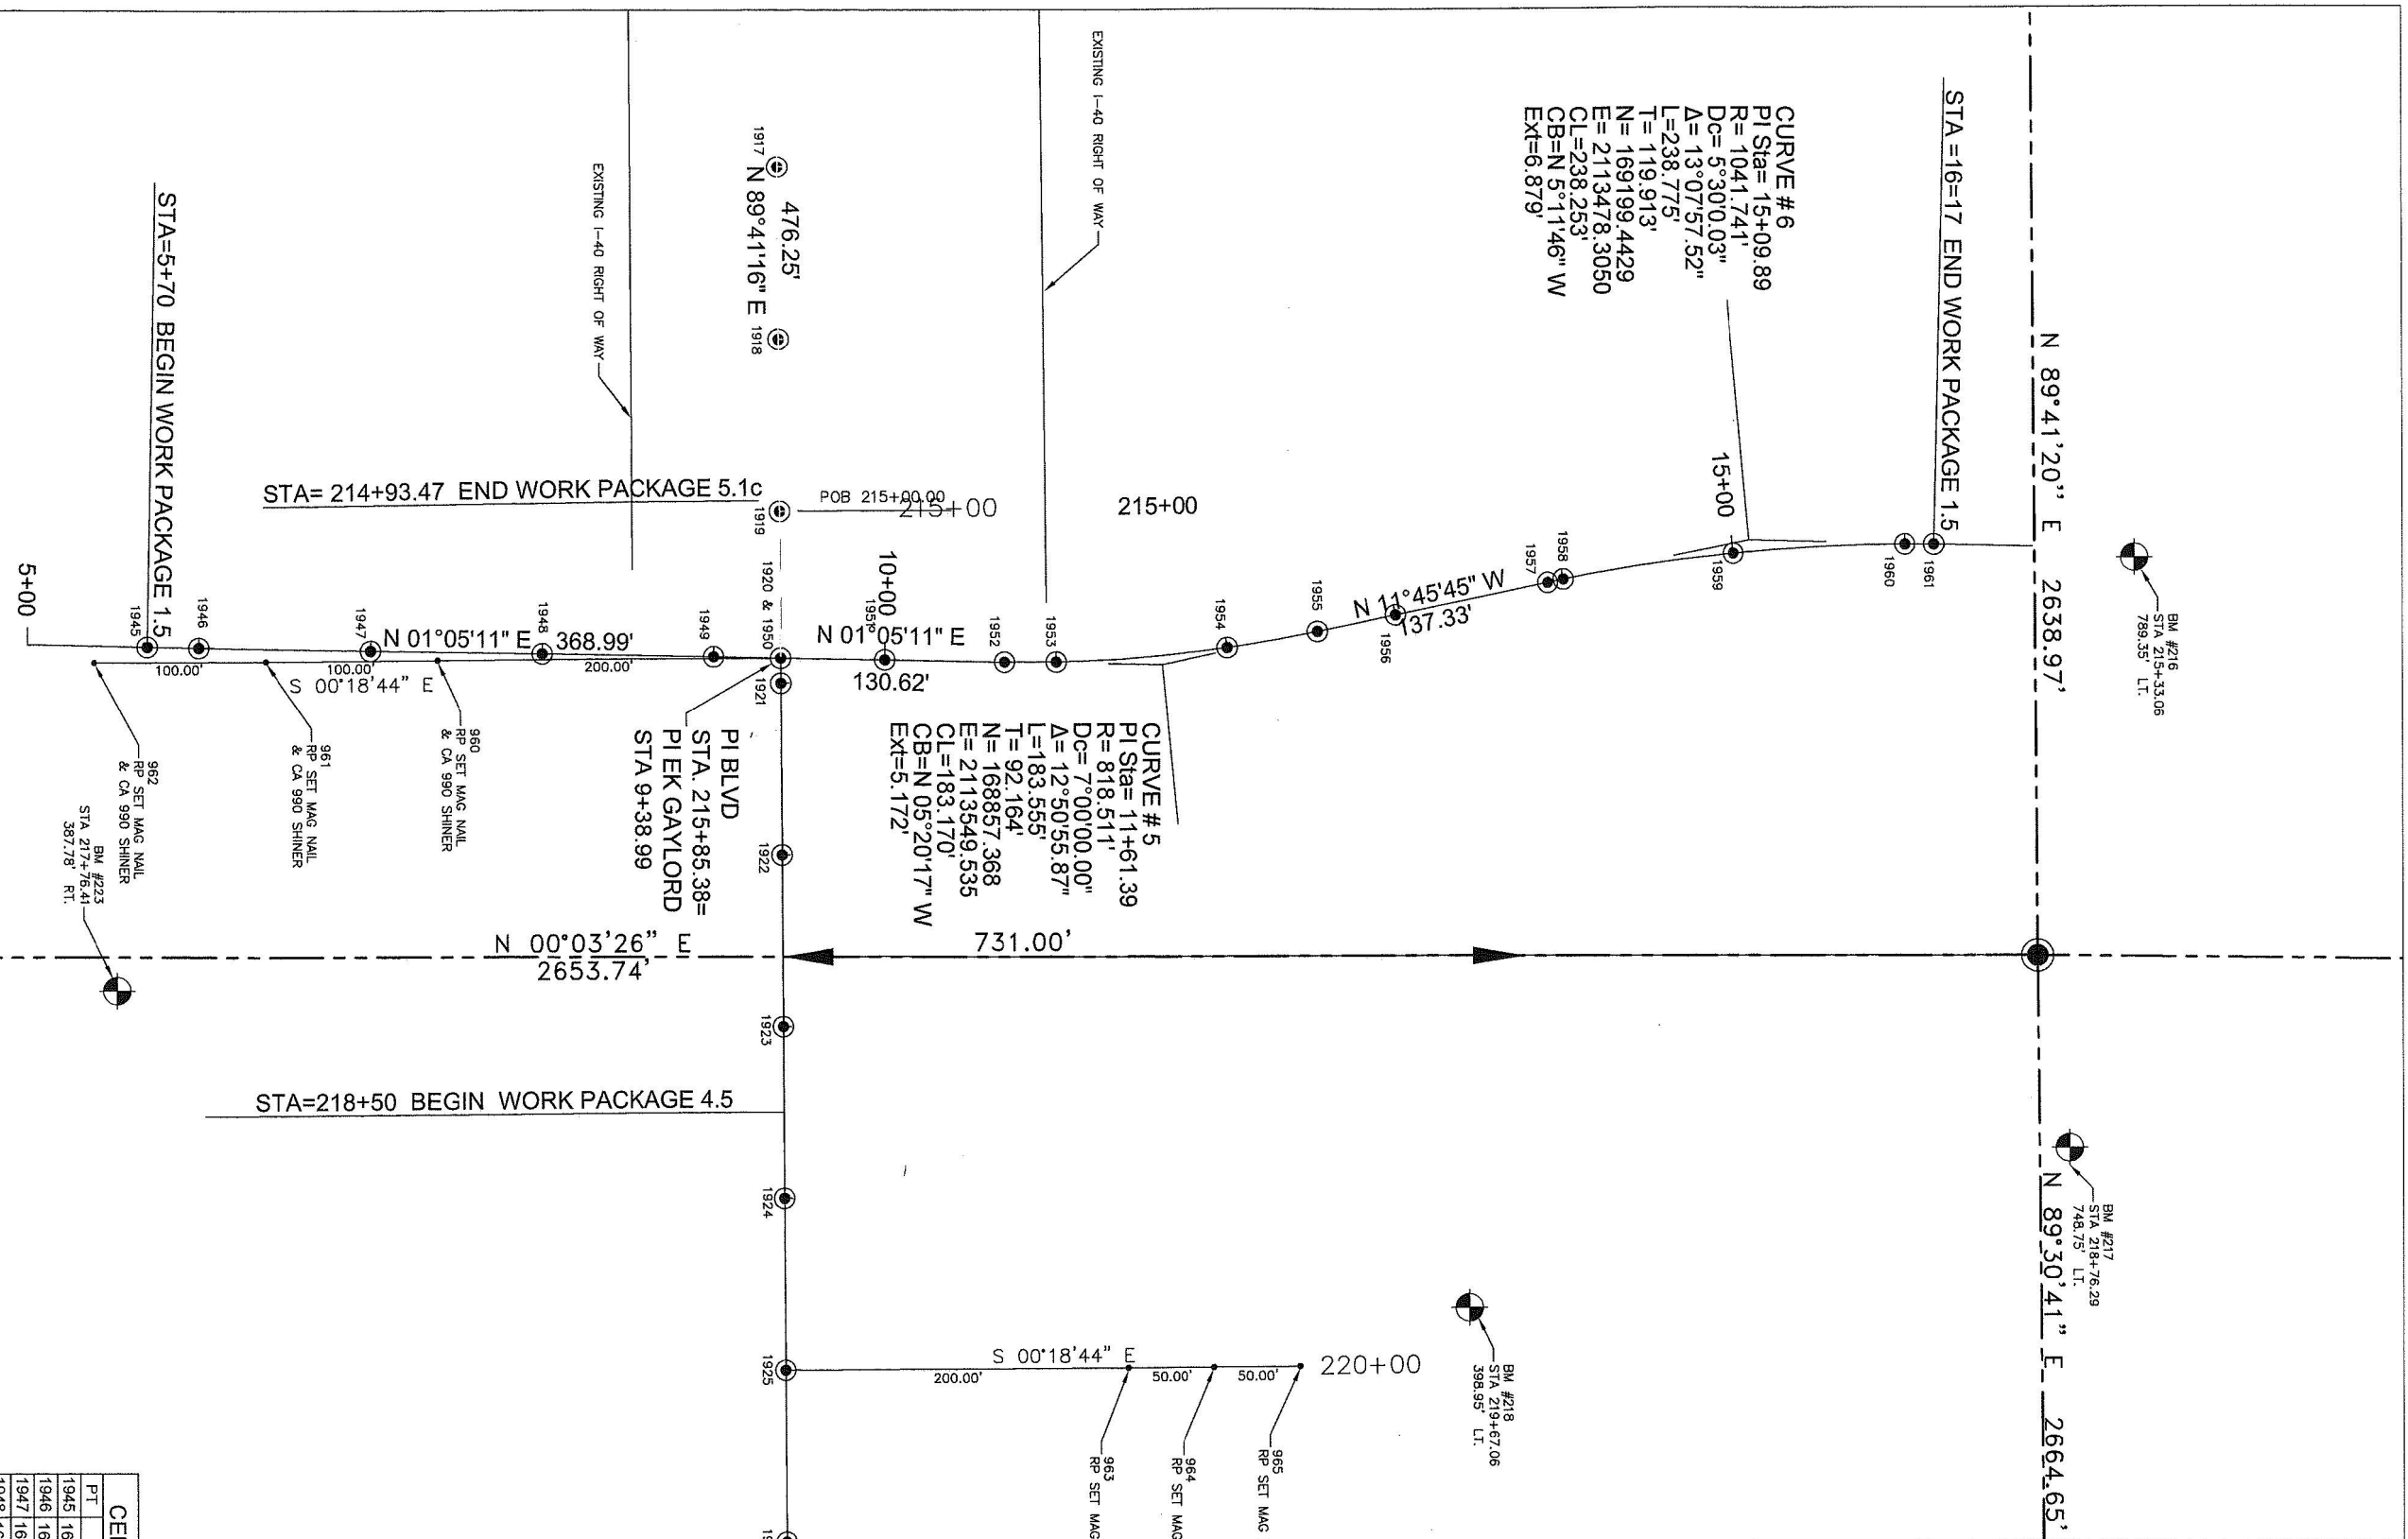 N 89°41'20" E 2638.97'
N 89°30'41" E 2664.65'
BM #216
STA 215+33.06
789.35' LT.
BM #217
STA 218+76.29
748.75' LT.
BM #218
STA 219+67.06
398.95' LT.
STA =16=17 END WORK PACKAGE 1.5
CURVE #6
PI Sta= 15+09.89
R= 1041.741'
Dc= 5°30'0.03"
Δ= 13°07'57.52"
L=238.775'
T= 119.913'
N= 169199.4429
E= 2113478.3050
CL=238.253'
CB=N 5°11'46" W
Ext=6.879'
15+00
1961
1960
1959
1958
1957
1956
1955
1954
1953
1952
N 11°45'45" W
137.33'
EXISTING I-40 RIGHT OF WAY
215+00
POB 215+00.00
215+00
10+00
1951
N 01°05'11" E
130.62'
CURVE #5
PI Sta= 11+61.39
R= 818.511'
Dc= 7°00'00.00"
Δ= 12°50'55.87"
L=183.555'
T= 92.164'
N= 168857.368
E= 2113549.535
CL=183.170'
CB=N 05°20'17" W
Ext=5.172'
731.00'
220+00
S 00°18'44" E
200.00'
50.00'
50.00'
965
RP SET MAG
964
RP SET MAG
963
RP SET MAG
476.25'
N 89°41'16" E
1917
1918
1919
1920 & 1950
1921
1922
1923
1924
1925
STA= 214+93.47 END WORK PACKAGE 5.1c
PI BLVD
STA. 215+85.38=
PI EK GAYLORD
STA 9+38.99
N 00°03'26" E
2653.74'
STA=218+50 BEGIN WORK PACKAGE 4.5
EXISTING I-40 RIGHT OF WAY
1949
1948
1947
1946
1945
N 01°05'11" E 368.99'
200.00'
100.00'
100.00'
S 00°18'44" E
960
RP SET MAG NAIL
& CA 990 SHINER
961
RP SET MAG NAIL
& CA 990 SHINER
962
RP SET MAG NAIL
& CA 990 SHINER
BM #223
STA 217+76.41
387.78' RT.
STA=5+70 BEGIN WORK PACKAGE 1.5
5+00
PT
1945
1946
1947
1948